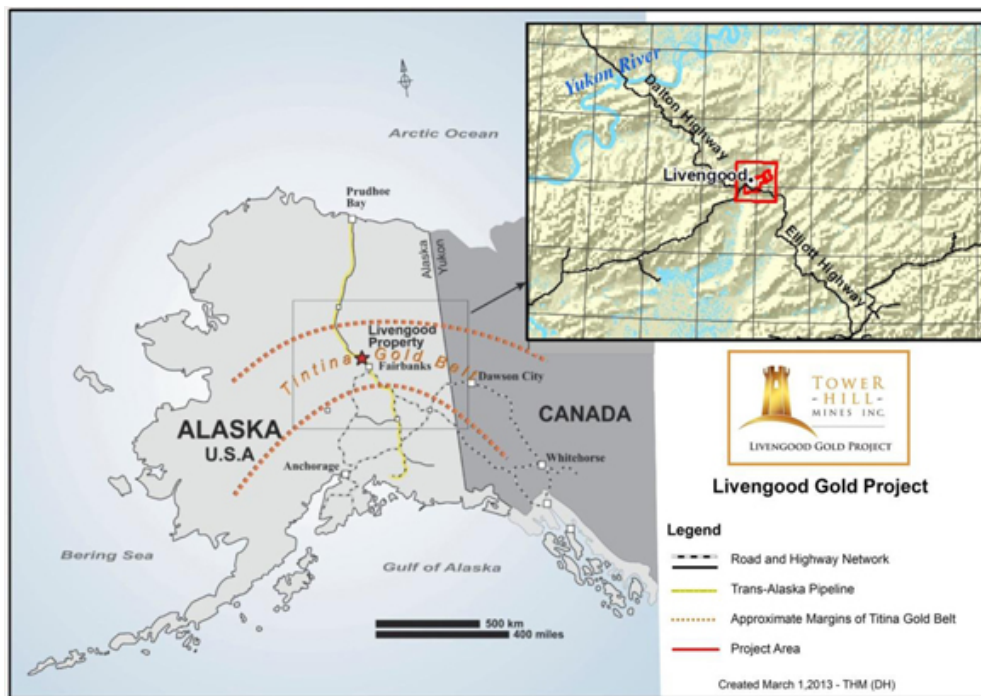 Arctic Ocean
Prudhoe
Bay
Alaska
Yukon
Livengood
Property
Tintina Gold Belt
Fairbanks
Dawson City
ALASKA
U.S.A
CANADA
Anchorage
Whitehorse
Bering Sea
Gulf of Alaska
500 km
400 miles
Yukon River
Dalton Highway
Livengood
Elliott Highway
TOWER
-HILL-
MINES INC.
LIVENGOOD GOLD PROJECT
Livengood Gold Project
Legend
Road and Highway Network
Trans-Alaska Pipeline
Approximate Margins of Titina Gold Belt
Project Area
Created March 1,2013 - THM (DH)